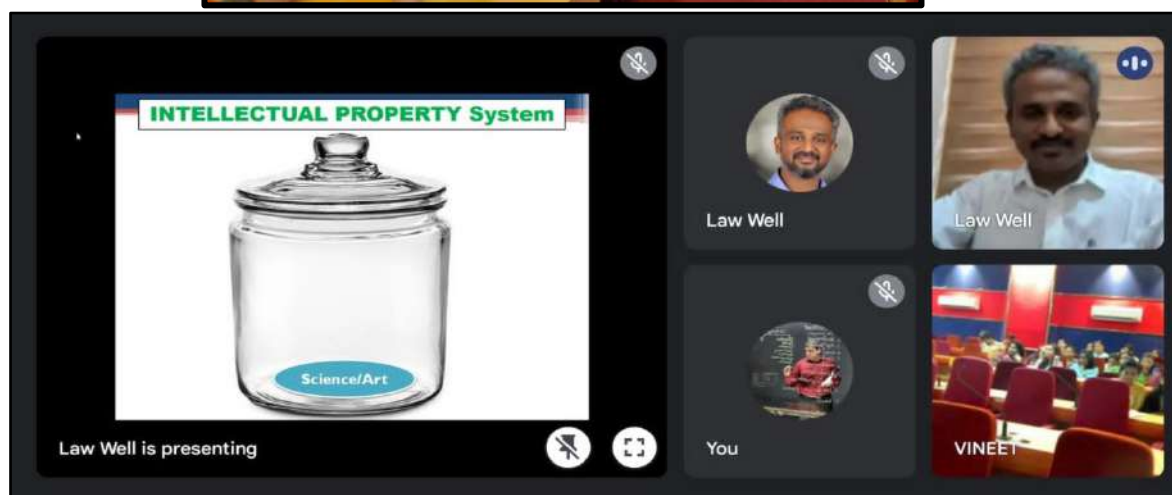 INTELLECTUAL PROPERTY System
Science/Art
Law Well is presenting
Law Well
Law Well
You
VINEET